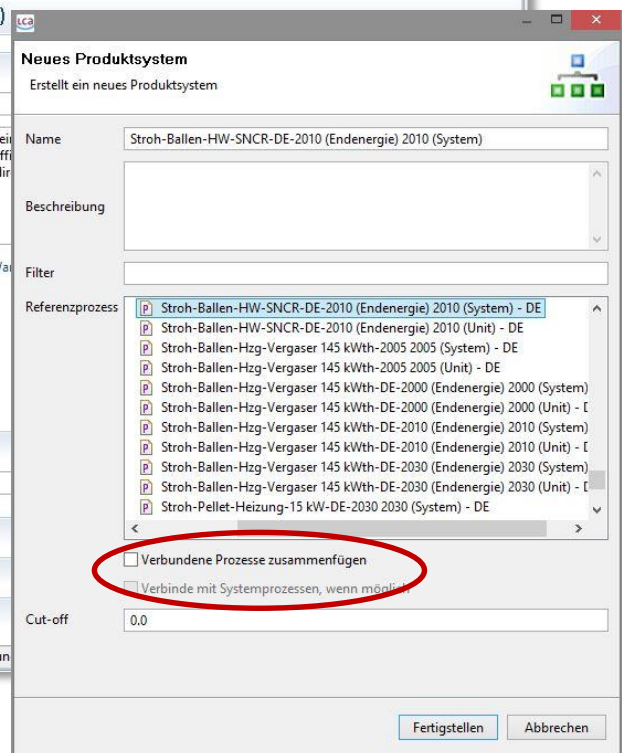 LCA
Neues Produktsystem
Erstellt ein neues Produktsystem
Name
Stroh-Ballen-HW-SNCR-DE-2010 (Endenergie) 2010 (System)
Beschreibung
Filter
Referenzprozess
P Stroh-Ballen-HW-SNCR-DE-2010 (Endenergie) 2010 (System) - DE
P Stroh-Ballen-HW-SNCR-DE-2010 (Endenergie) 2010 (Unit) - DE
P Stroh-Ballen-Hzg-Vergaser 145 kWth-2005 2005 (System) - DE
P Stroh-Ballen-Hzg-Vergaser 145 kWth-2005 2005 (Unit) - DE
P Stroh-Ballen-Hzg-Vergaser 145 kWth-DE-2000 (Endenergie) 2000 (System)
P Stroh-Ballen-Hzg-Vergaser 145 kWth-DE-2000 (Endenergie) 2000 (Unit) -
P Stroh-Ballen-Hzg-Vergaser 145 kWth-DE-2010 (Endenergie) 2010 (System)
P Stroh-Ballen-Hzg-Vergaser 145 kWth-DE-2010 (Endenergie) 2010 (Unit) -
P Stroh-Ballen-Hzg-Vergaser 145 kWth-DE-2030 (Endenergie) 2030 (System)
P Stroh-Ballen-Hzg-Vergaser 145 kWth-DE-2030 (Endenergie) 2030 (Unit) -
P Stroh-Pellet-Heizung-15 kW-DE-2030 2030 (System) - DE
Verbundene Prozesse zusammenfügen
Verbinde mit Systemprozessen, wenn möglich
Cut-off
0.0
Fertigstellen
Abbrechen